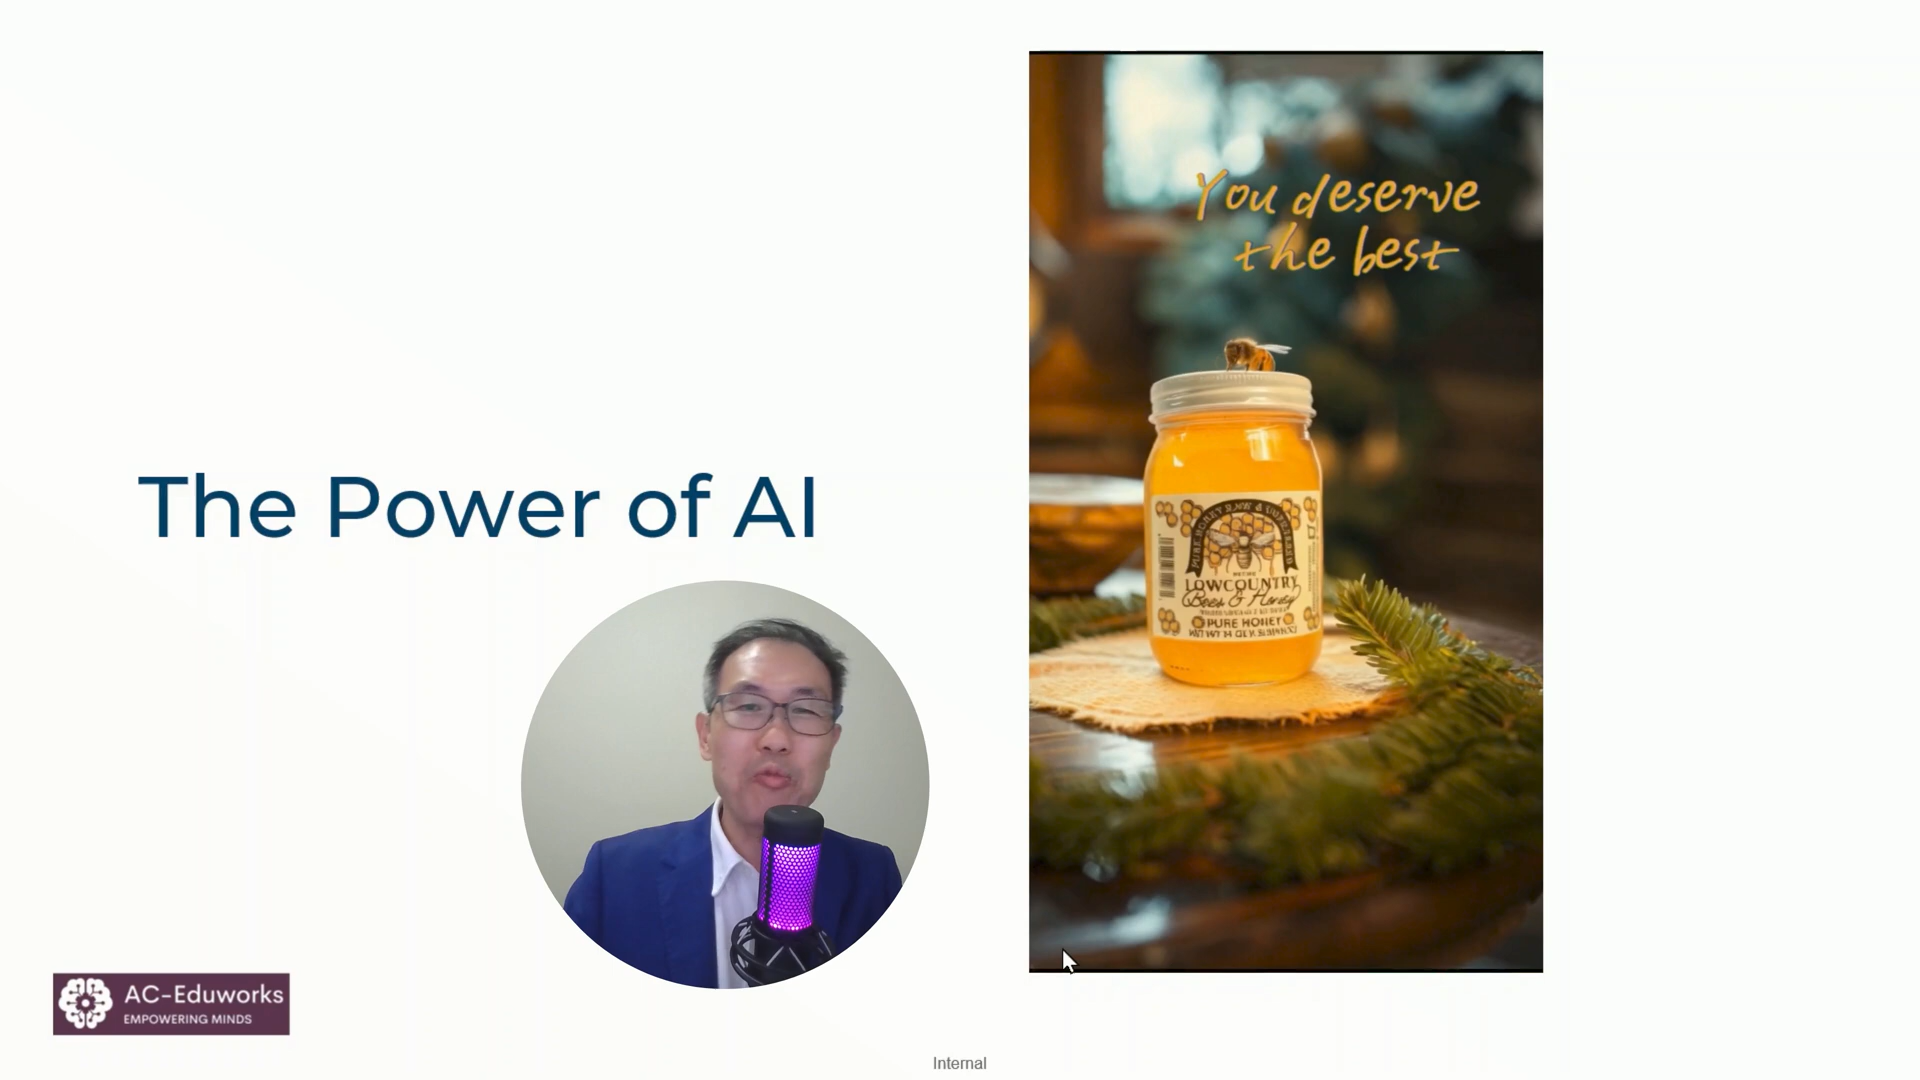 The Power of AI
You deserve
the best
LOWCOUNTRY
Bees & Honey
PURE HONEY
AC-Eduworks
EMPOWERING MINDS
Internal